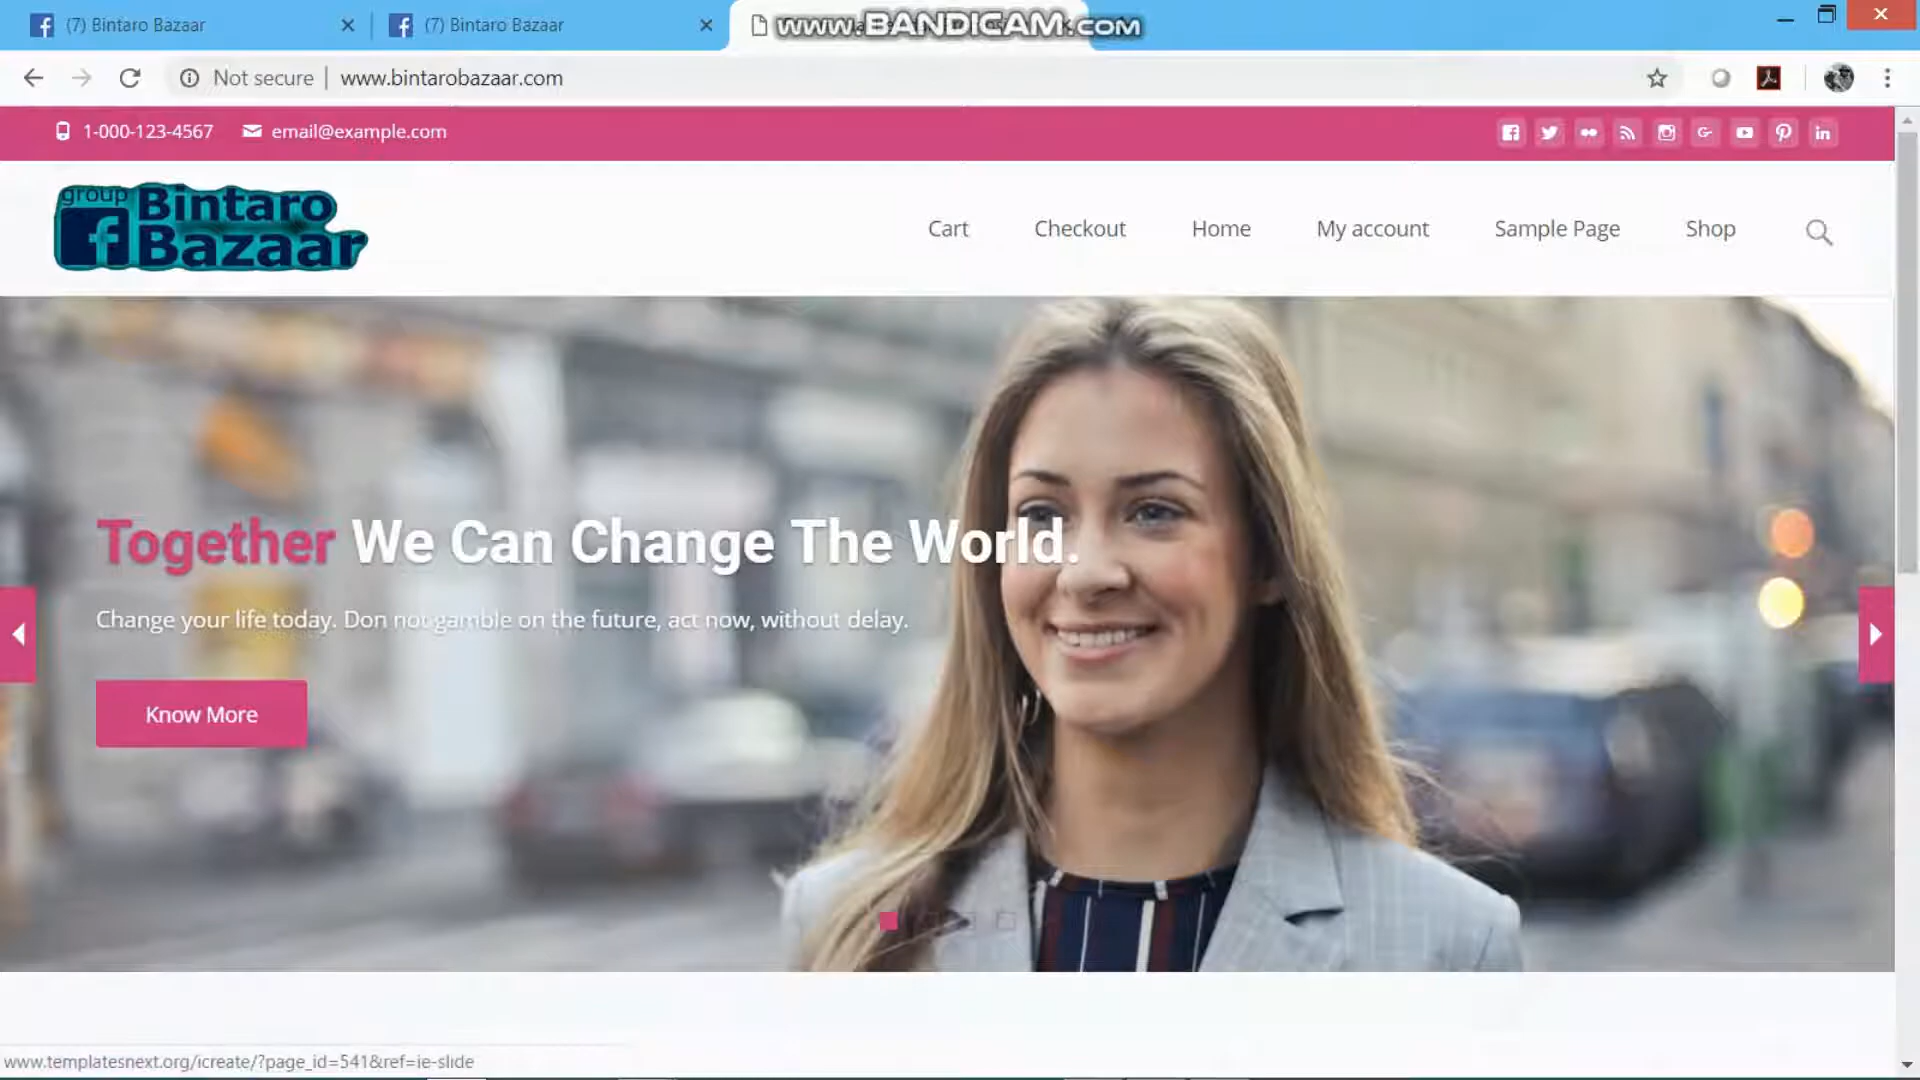 (7) Bintaro Bazaar
(7) Bintaro Bazaar
www.BANDICAM.com
Not secure
www.bintarobazaar.com
1-000-123-4567
email@example.com
group
Bintaro
Bazaar
Cart
Checkout
Home
My account
Sample Page
Shop
Together We Can Change The World.
Change your life today. Don not gamble on the future, act now, without delay.
Know More
www.templatesnext.org/icreate/?page_id=541&ref=ie-slide